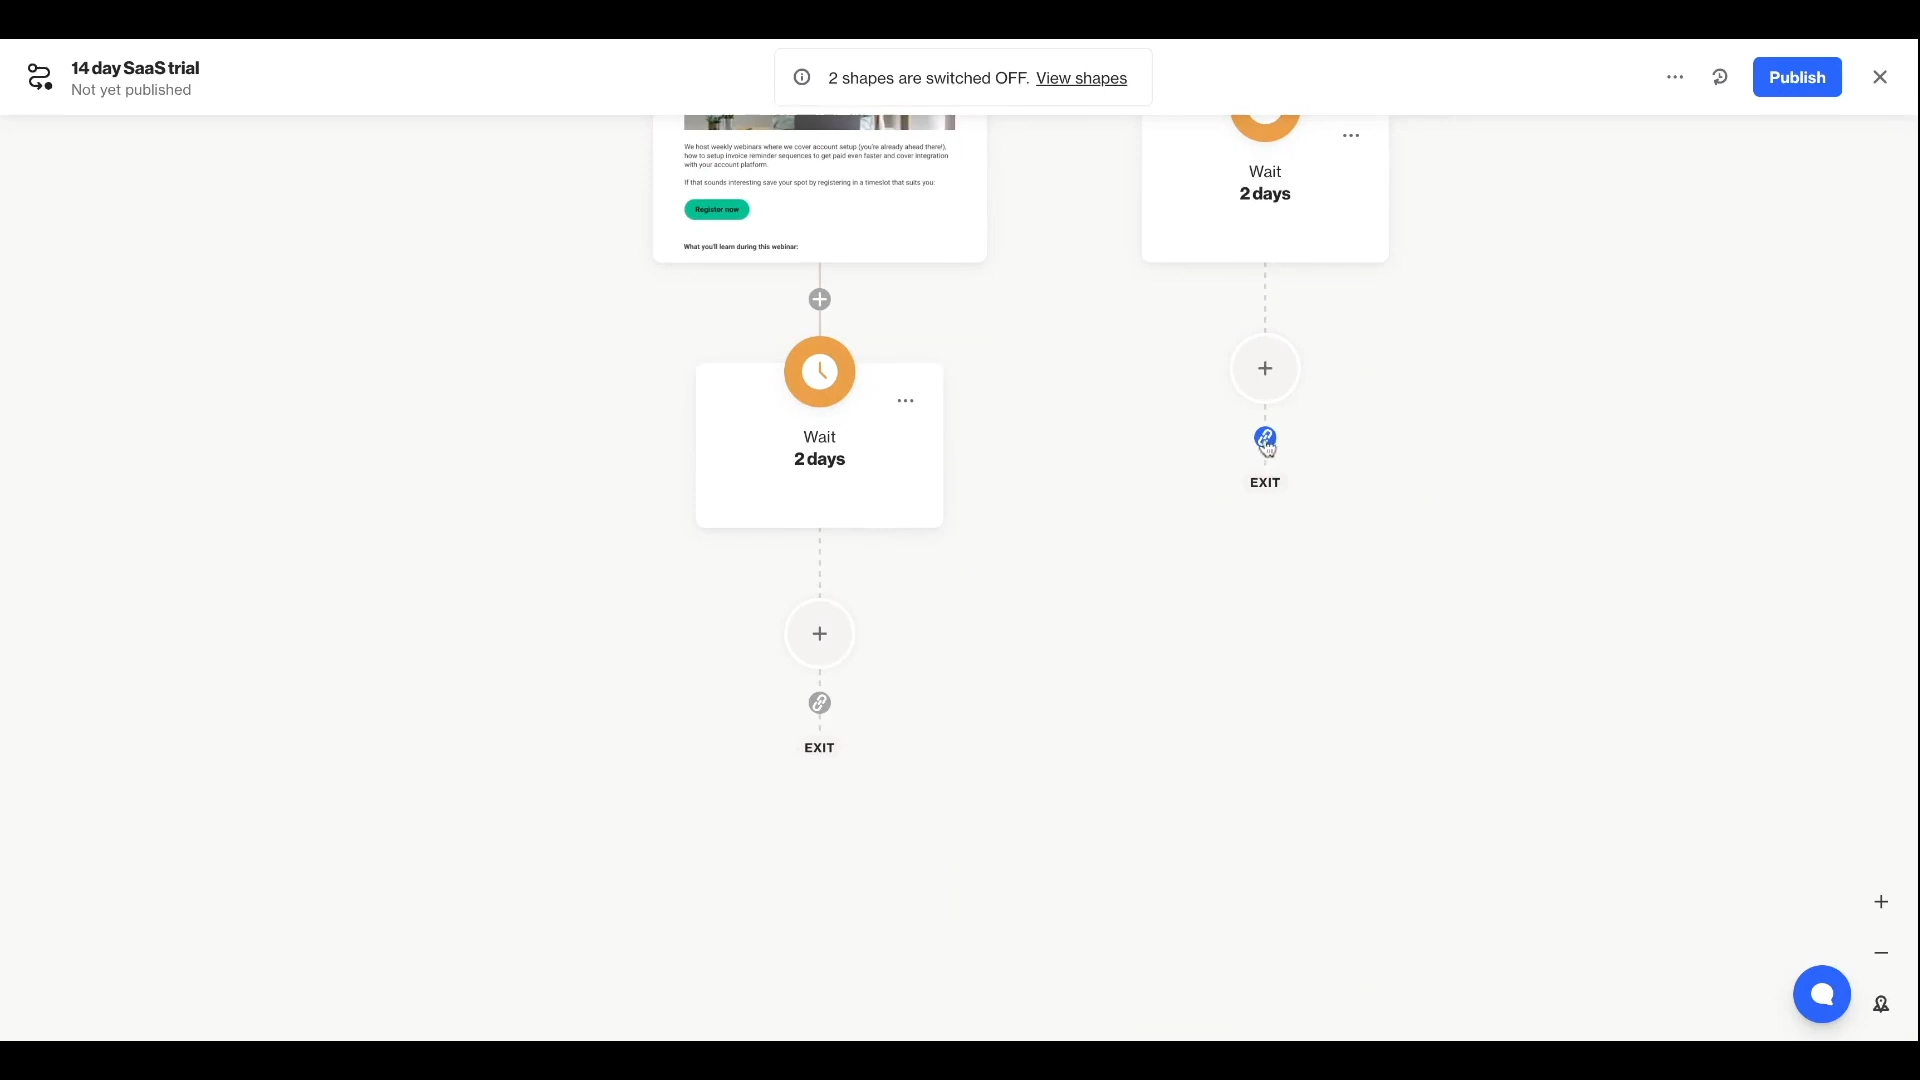 14 day SaaS trial
Not yet published
2 shapes are switched OFF. View shapes
Publish
We host weekly webinars where we cover account setup (you're already ahead there!),
how to setup invoice reminder sequences to get paid even faster and cover integration
with your account platform.
If that sounds interesting save your spot by registering in a timeslot that suits you:
Register now
What you'll learn during this webinar:
Wait
2 days
EXIT
Wait
2 days
EXIT